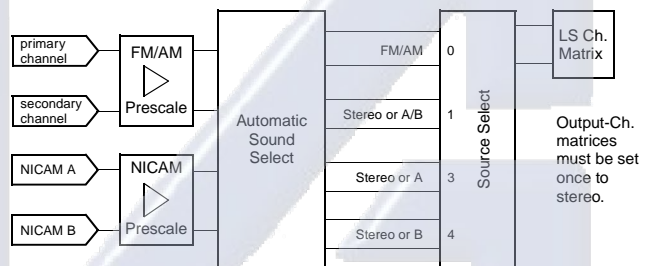 primary
channel
secondary
channel
NICAM A
NICAM B
FM/AM
Prescale
NICAM
Prescale
Automatic
Sound
Select
FM/AM 0
Stereo or A/B 1
Stereo or A 3
Stereo or B 4
Source Select
LS Ch.
Matrix
Output-Ch.
matrices
must be set
once to
stereo.